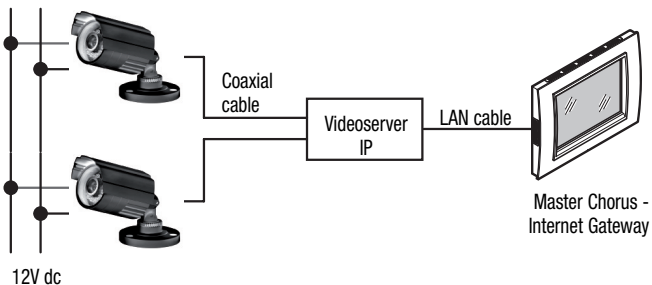 Coaxial
cable
Videoserver
IP
LAN cable
Master Chorus -
Internet Gateway
12V dc